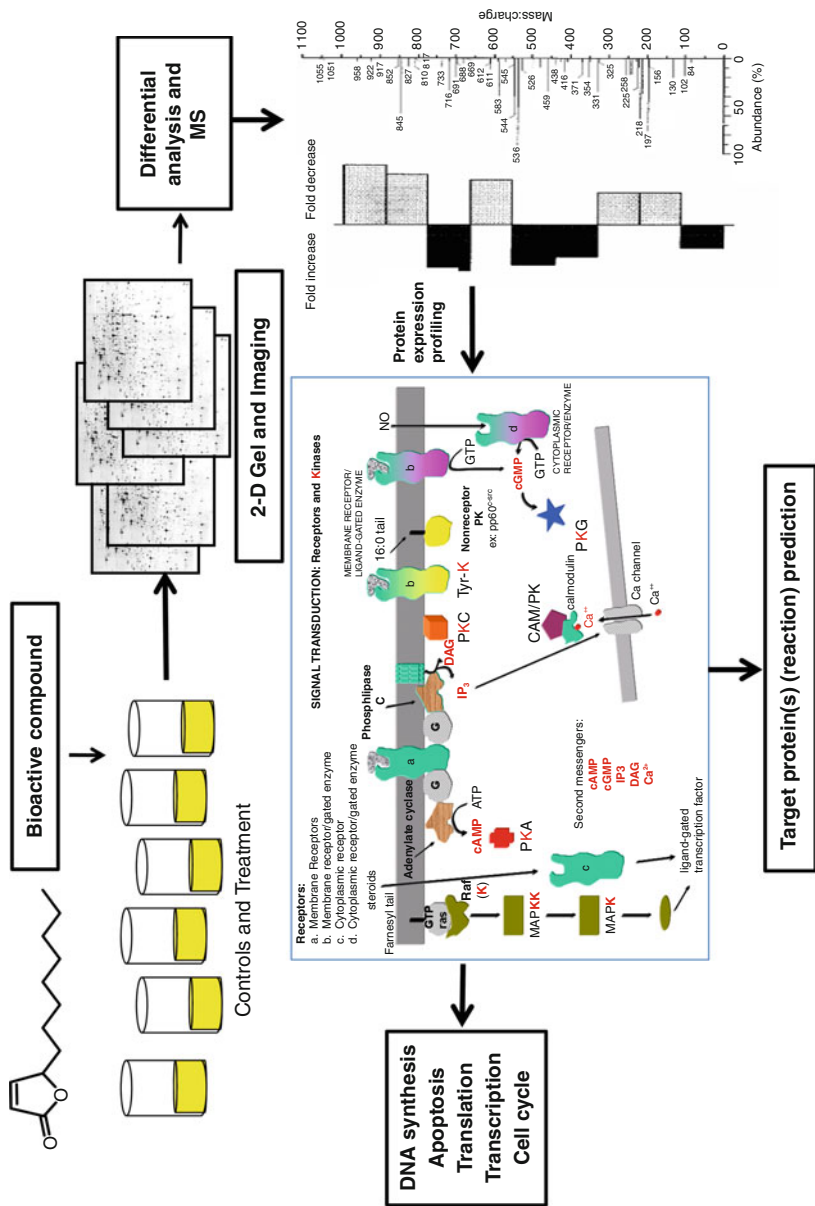 Bioactive compound
O
O
Controls and Treatment
2-D Gel and Imaging
Differential
analysis and
MS
Fold increase
Fold decrease
Mass:charge
1100
1000
900
800
700
600
500
400
300
200
100
0
1055
1051
958
922
917
852
845
827
817
810
733
716
691
688
669
612
611
583
545
544
536
526
459
438
416
371
354
331
325
258
225
218
197
156
130
102
84
0
50
100
Abundance (%)
Protein
expression
profiling
SIGNAL TRANSDUCTION: Receptors and Kinases
Receptors:
a. Membrane Receptors
b. Membrane receptor/gated enzyme
c. Cytoplasmic receptor
d. Cytoplasmic receptor/gated enzyme
steroids
Farnesyl tail
GTP
ras
Raf
(K)
MAPKK
MAPK
Adenylate cyclase
cAMP
ATP
PKA
G
a
G
Phosphlipase
C
DAG
IP3
PKC
b
Tyr-K
16:0 tail
Nonreceptor
PK
ex: pp60c-src
MEMBRANE RECEPTOR/
LIGAND-GATED ENZYME
b
GTP
NO
d
cGMP
GTP
CYTOPLASMIC
RECEPTOR/ENZYME
PKG
CAM/PK
calmodulin
Ca++
Ca channel
Ca++
c
Second messengers:
cAMP
cGMP
IP3
DAG
Ca2+
ligand-gated
transcription factor
DNA synthesis
Apoptosis
Translation
Transcription
Cell cycle
Target protein(s) (reaction) prediction